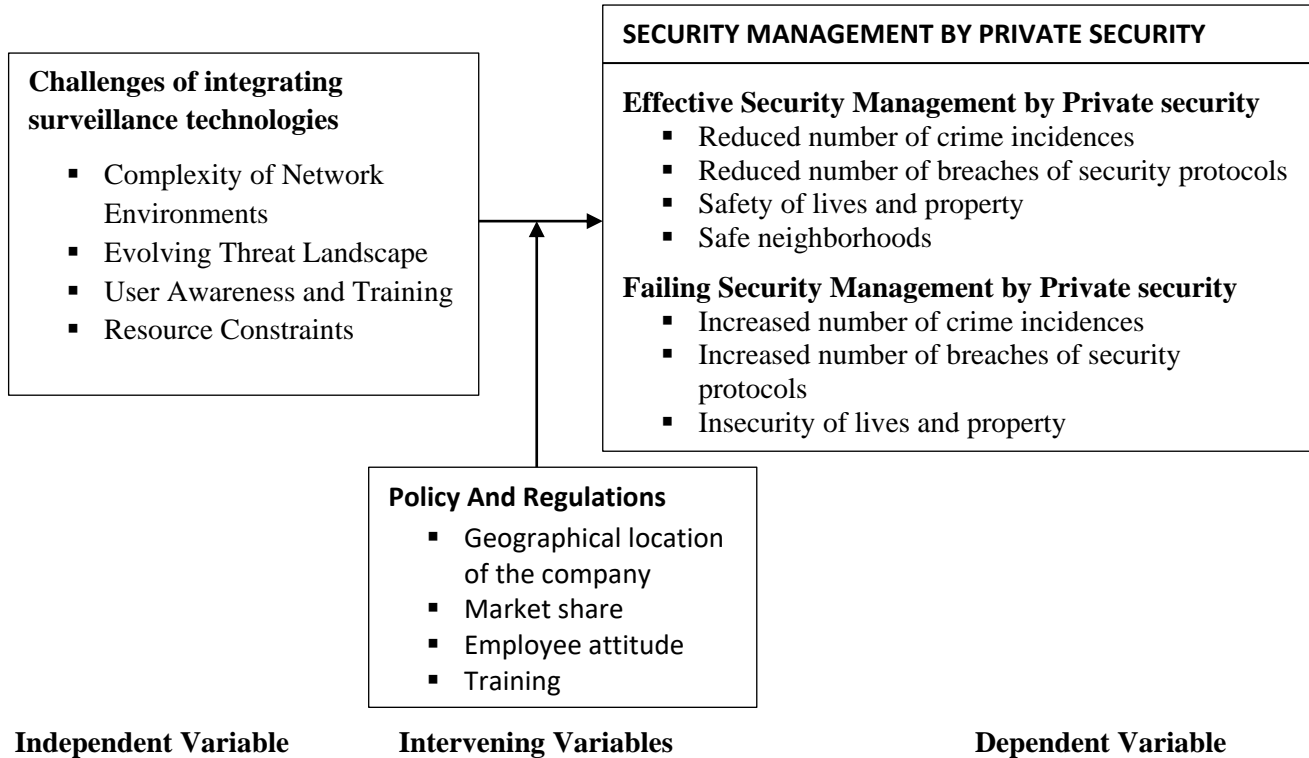 Challenges of integrating
surveillance technologies
▪ Complexity of Network
Environments
▪ Evolving Threat Landscape
▪ User Awareness and Training
▪ Resource Constraints
SECURITY MANAGEMENT BY PRIVATE SECURITY
Effective Security Management by Private security
▪ Reduced number of crime incidences
▪ Reduced number of breaches of security protocols
▪ Safety of lives and property
▪ Safe neighborhoods
Failing Security Management by Private security
▪ Increased number of crime incidences
▪ Increased number of breaches of security
protocols
▪ Insecurity of lives and property
Policy And Regulations
▪ Geographical location
of the company
▪ Market share
▪ Employee attitude
▪ Training
Independent Variable
Intervening Variables
Dependent Variable